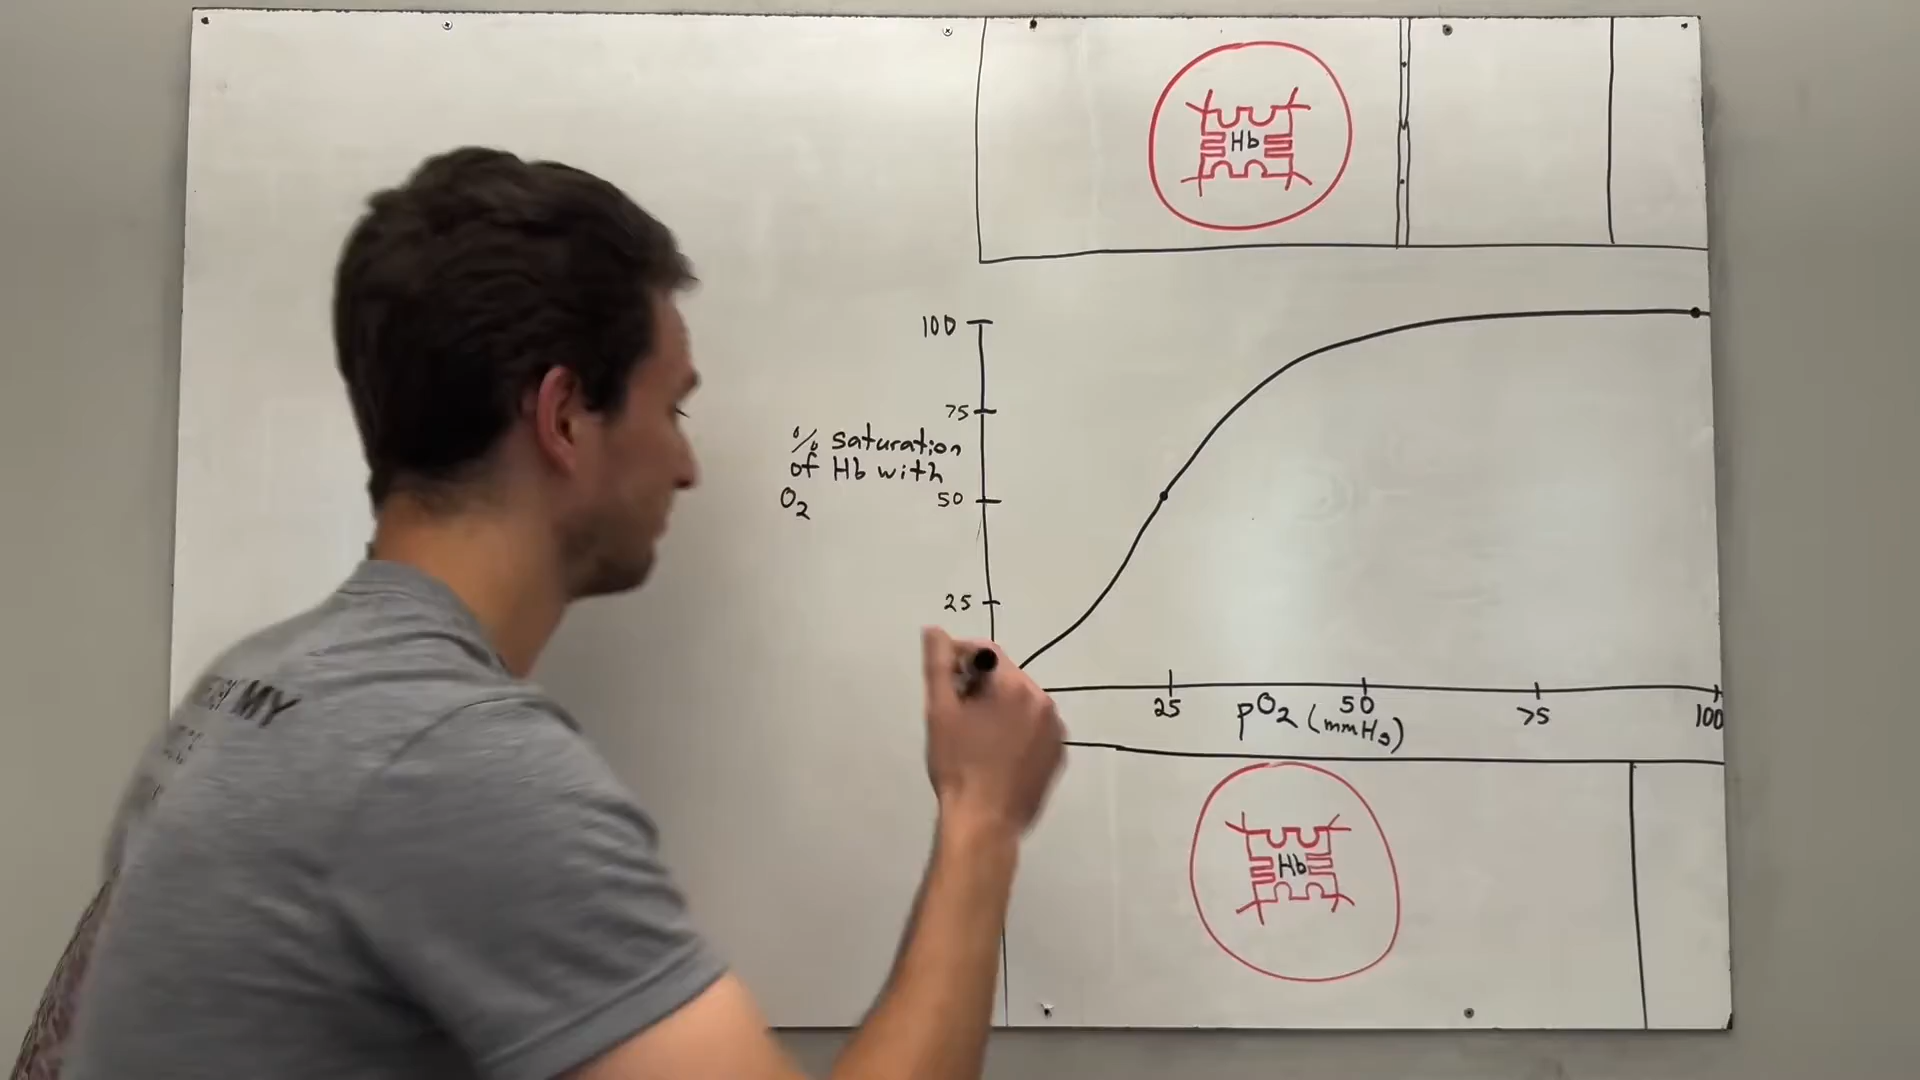 Hb
100
75
% saturation
of Hb with
O2
50
25
25
50
75
100
pO2 (mmHg)
Hb
MY